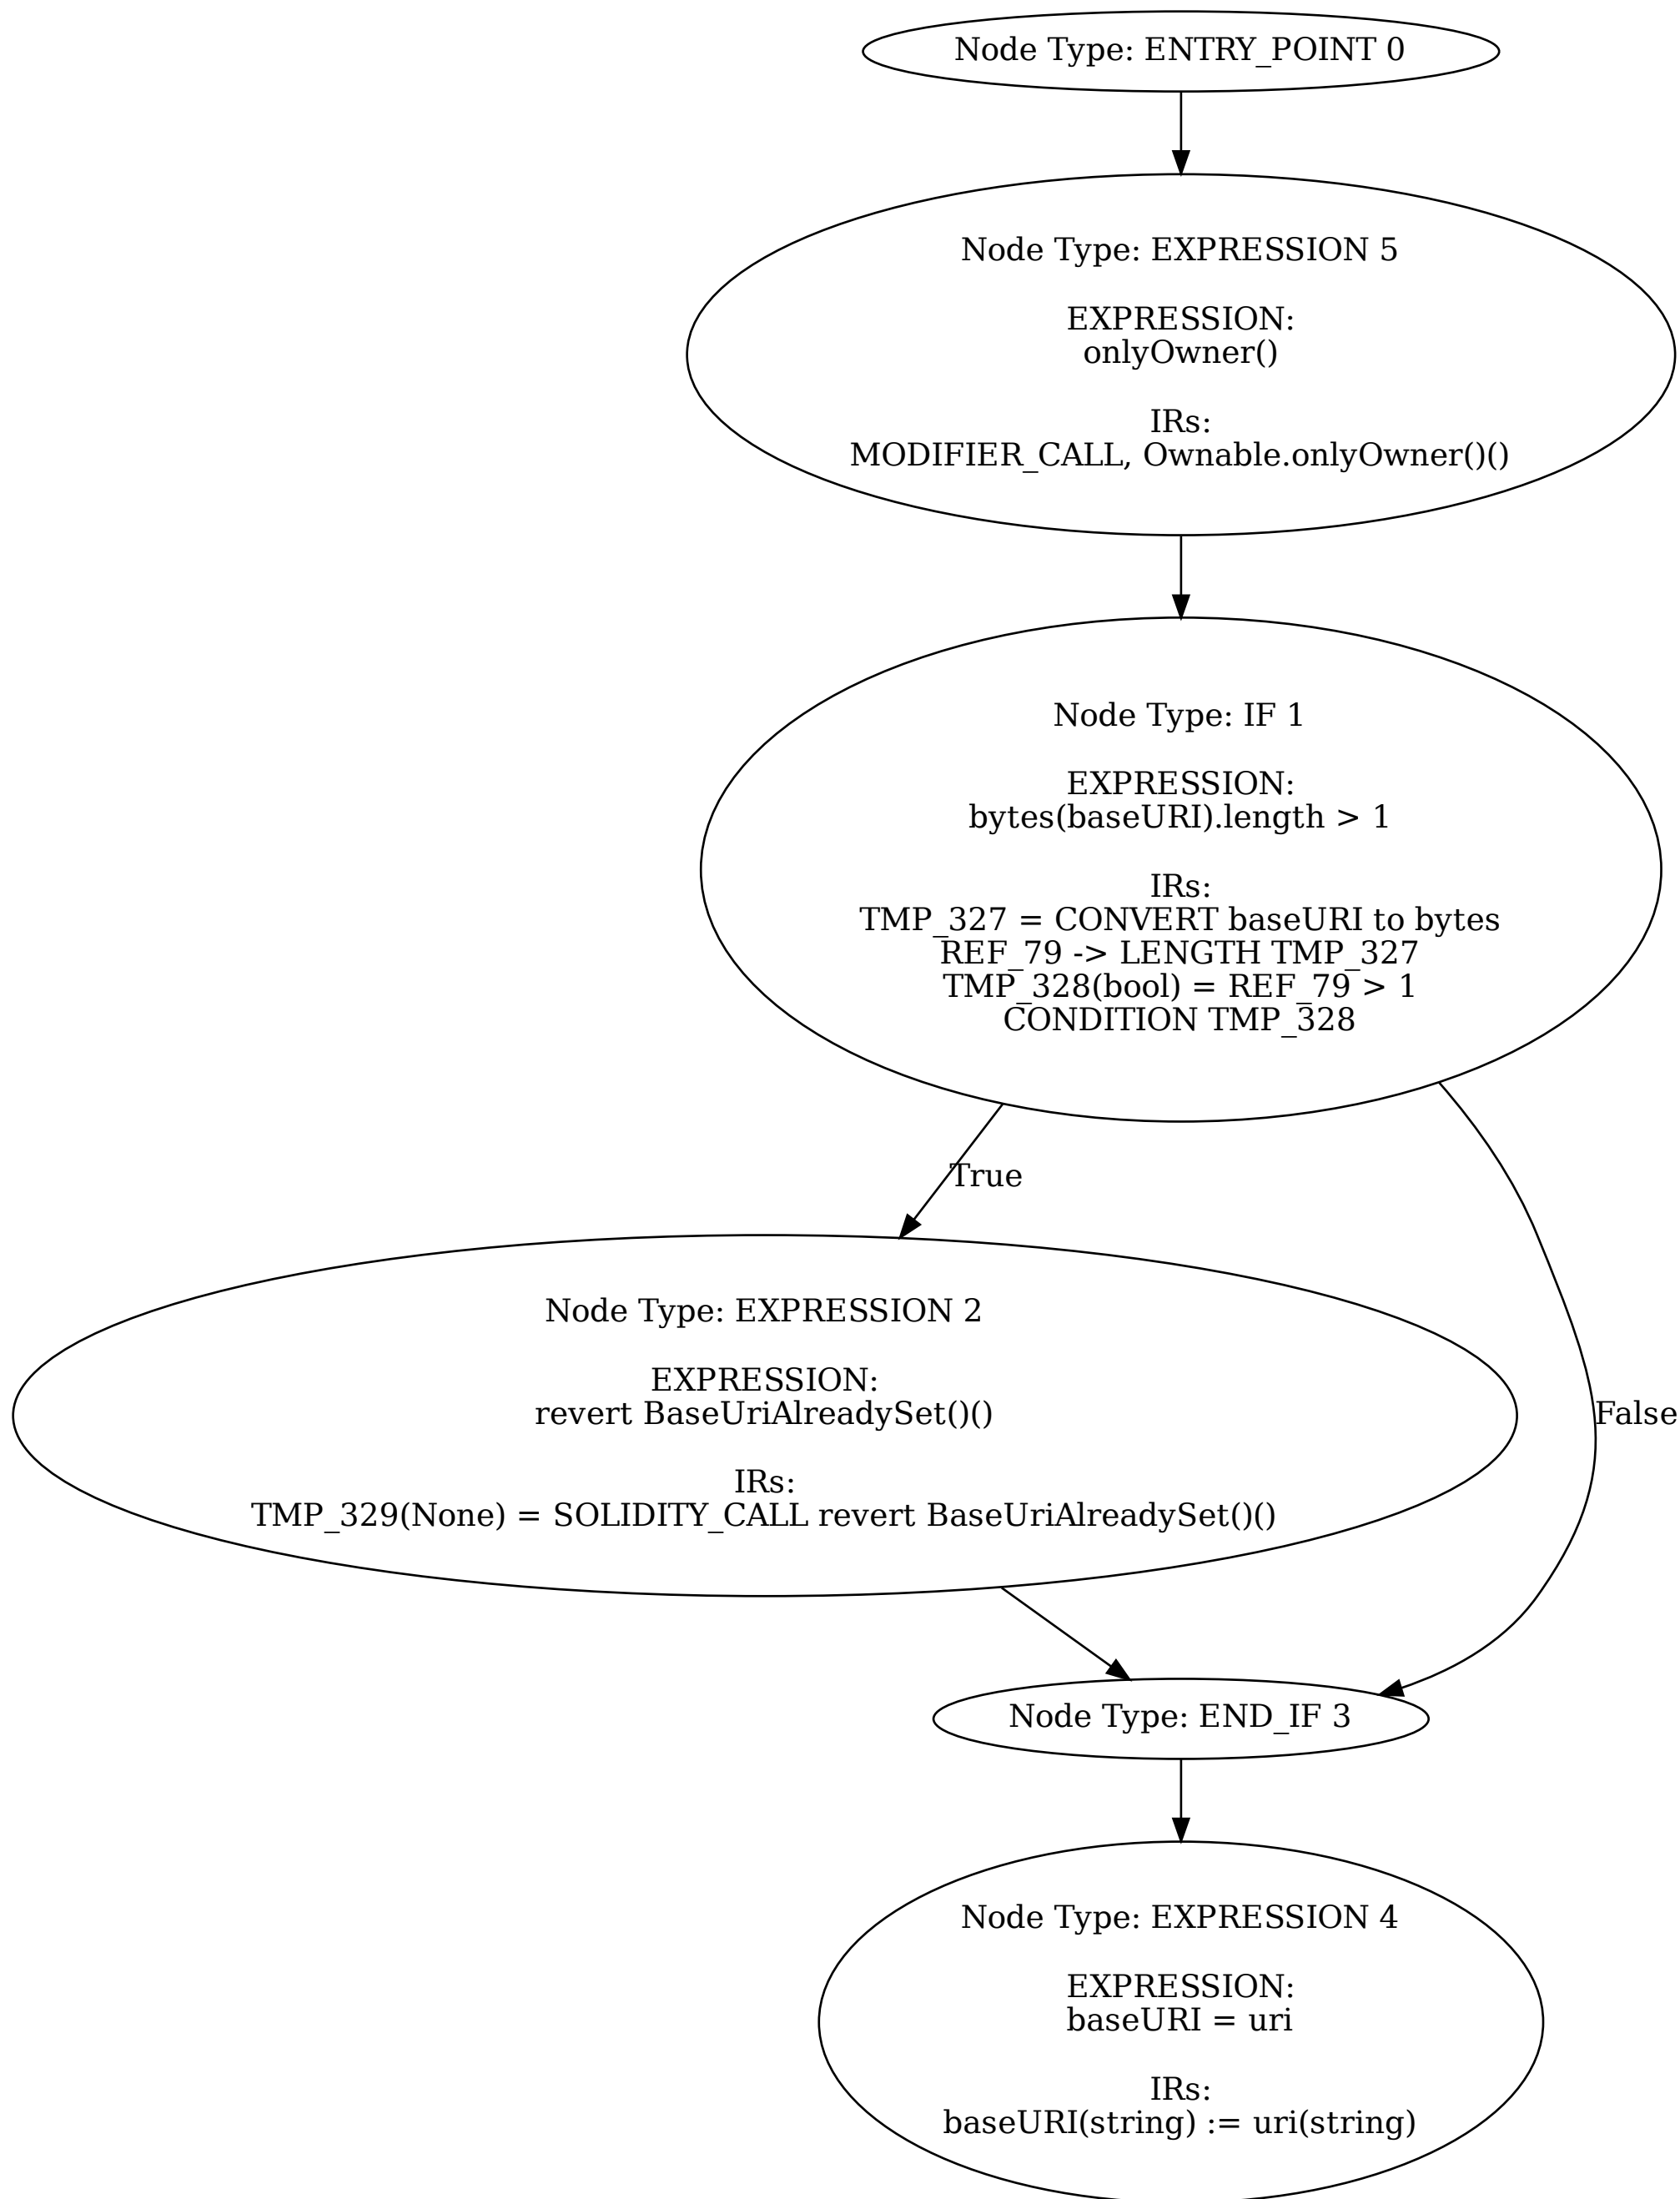 Node Type: ENTRY_POINT 0
Node Type: EXPRESSION 5
EXPRESSION:
onlyOwner()
IRs:
MODIFIER_CALL, Ownable.onlyOwner()()
Node Type: IF 1
EXPRESSION:
bytes(baseURI).length > 1
IRs:
TMP_327 = CONVERT baseURI to bytes
REF_79 -> LENGTH TMP_327
TMP_328(bool) = REF_79 > 1
CONDITION TMP_328
True
Node Type: EXPRESSION 2
EXPRESSION:
revert BaseUriAlreadySet()()
IRs:
TMP_329(None) = SOLIDITY_CALL revert BaseUriAlreadySet()()
False
Node Type: END_IF 3
Node Type: EXPRESSION 4
EXPRESSION:
baseURI = uri
IRs:
baseURI(string) := uri(string)